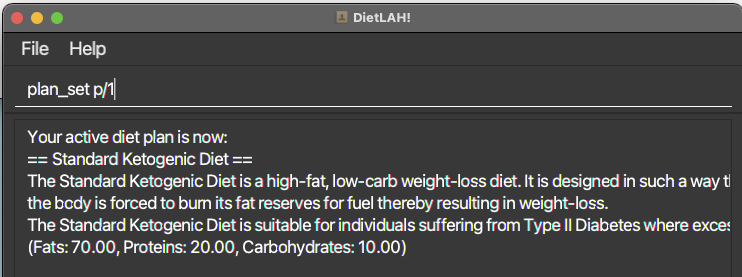 DietLAH!
File Help
plan_set p/1
Your active diet plan is now:
== Standard Ketogenic Diet ==
The Standard Ketogenic Diet is a high-fat, low-carb weight-loss diet. It is designed in such a way
the body is forced to burn its fat reserves for fuel thereby resulting in weight-loss.
The Standard Ketogenic Diet is suitable for individuals suffering from Type II Diabetes where
(Fats: 70.00, Proteins: 20.00, Carbohydrates: 10.00)